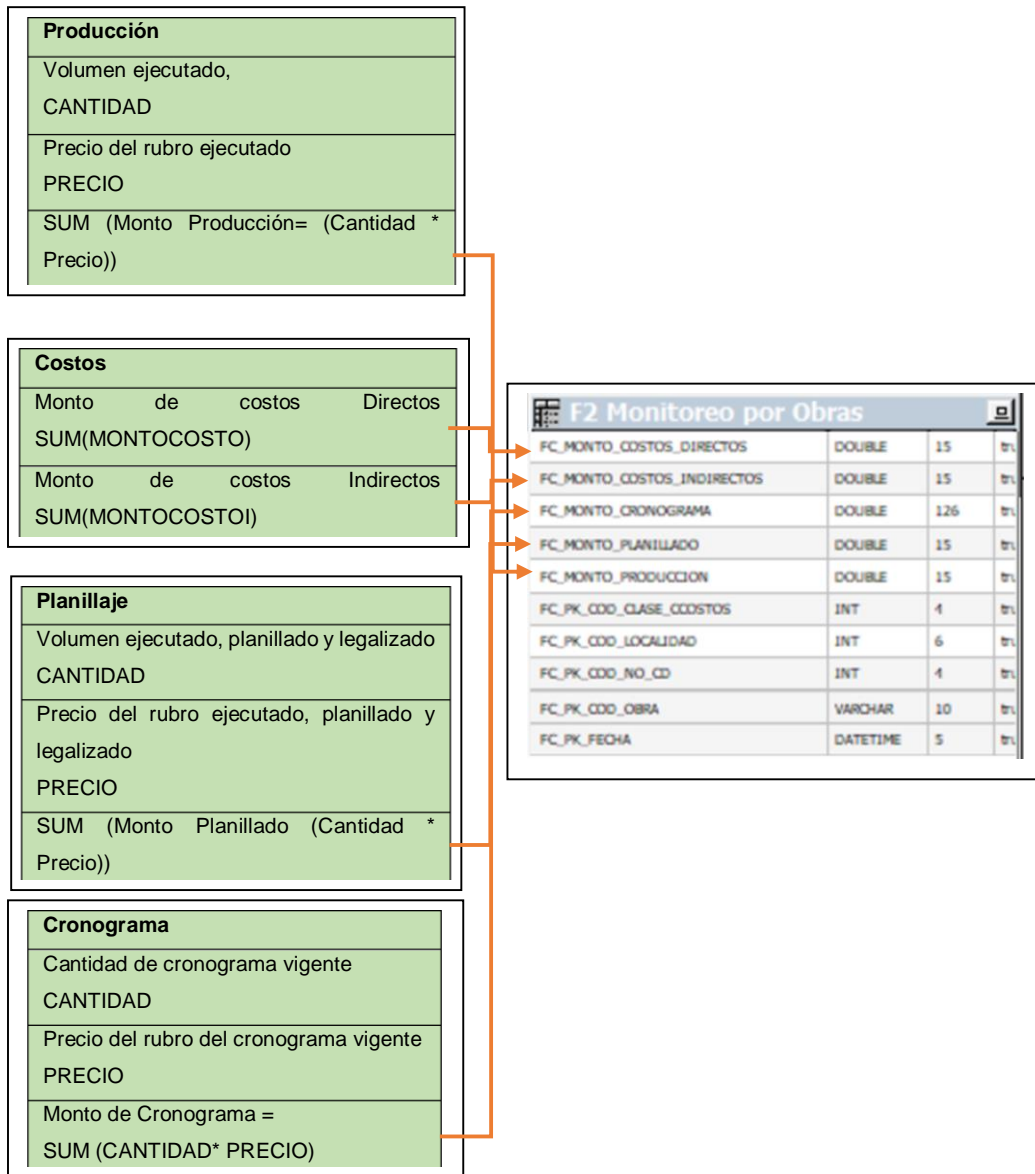 Producción
Volumen ejecutado,
CANTIDAD
Precio del rubro ejecutado
PRECIO
SUM (Monto Producción= (Cantidad *
Precio))
Costos
Monto de costos Directos
SUM(MONTOCOSTO)
Monto de costos Indirectos
SUM(MONTOCOSTOI)
Planillaje
Volumen ejecutado, planillado y legalizado
CANTIDAD
Precio del rubro ejecutado, planillado y
legalizado
PRECIO
SUM (Monto Planillado (Cantidad *
Precio))
Cronograma
Cantidad de cronograma vigente
CANTIDAD
Precio del rubro del cronograma vigente
PRECIO
Monto de Cronograma =
SUM (CANTIDAD* PRECIO)
F2 Monitoreo por Obras
FC_MONTO_COSTOS_DIRECTOS DOUBLE 15
FC_MONTO_COSTOS_INDIRECTOS DOUBLE 15
FC_MONTO_CRONOGRAMA DOUBLE 126
FC_MONTO_PLANILLADO DOUBLE 15
FC_MONTO_PRODUCCION DOUBLE 15
FC_PK_COD_CLASE_CCOSTOS INT 4
FC_PK_COD_LOCALIDAD INT 6
FC_PK_COD_NO_CD INT 4
FC_PK_COD_OBRA VARCHAR 10
FC_PK_FECHA DATETIME 5